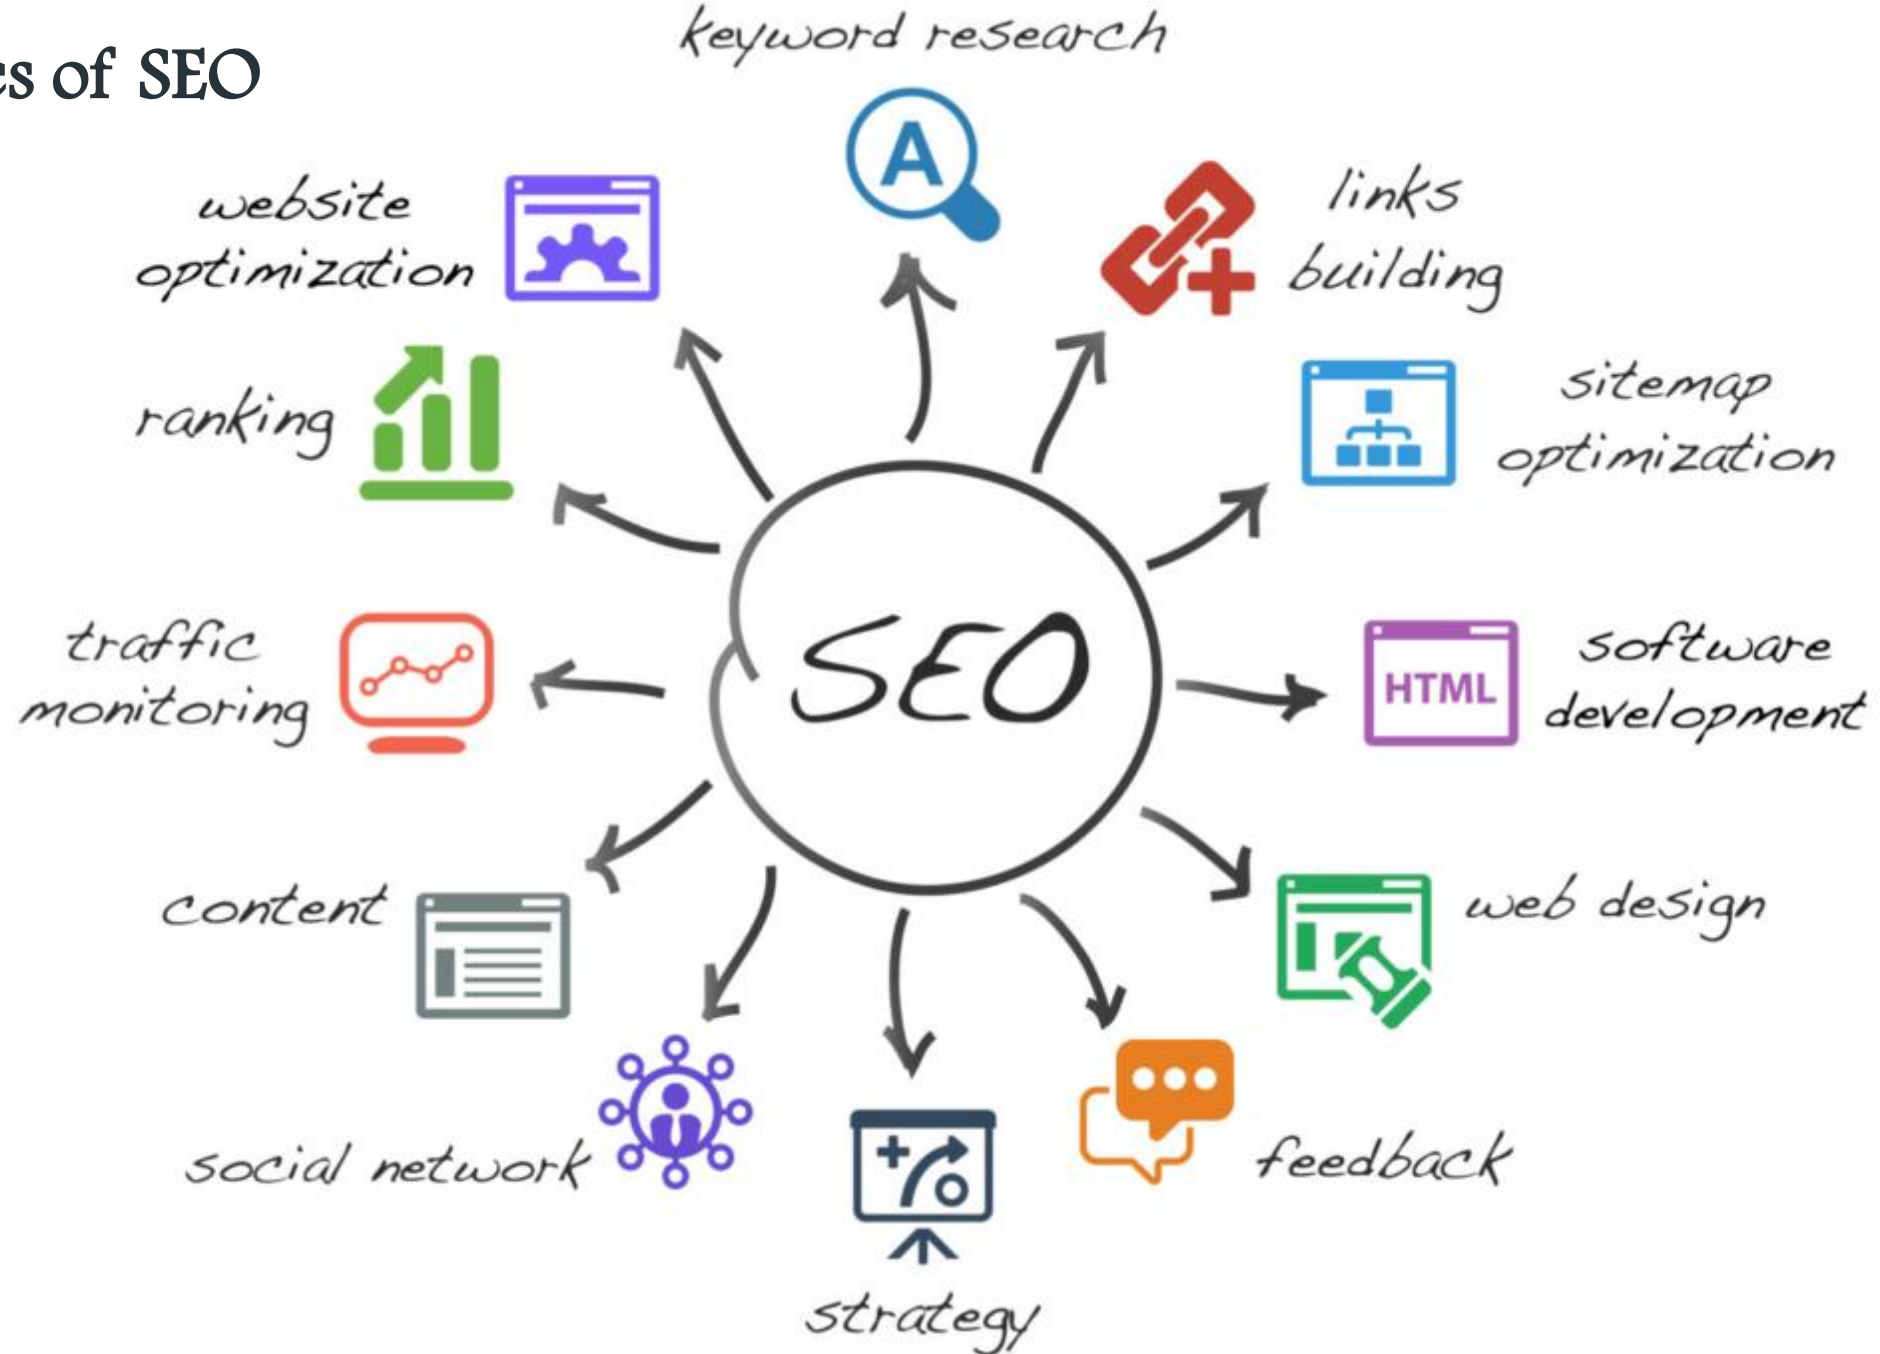 cs of SEO
keyword research
website
optimization
A
links
building
ranking
sitemap
optimization
traffic
monitoring
SEO
HTML
software
development
content
web design
social network
feedback
strategy